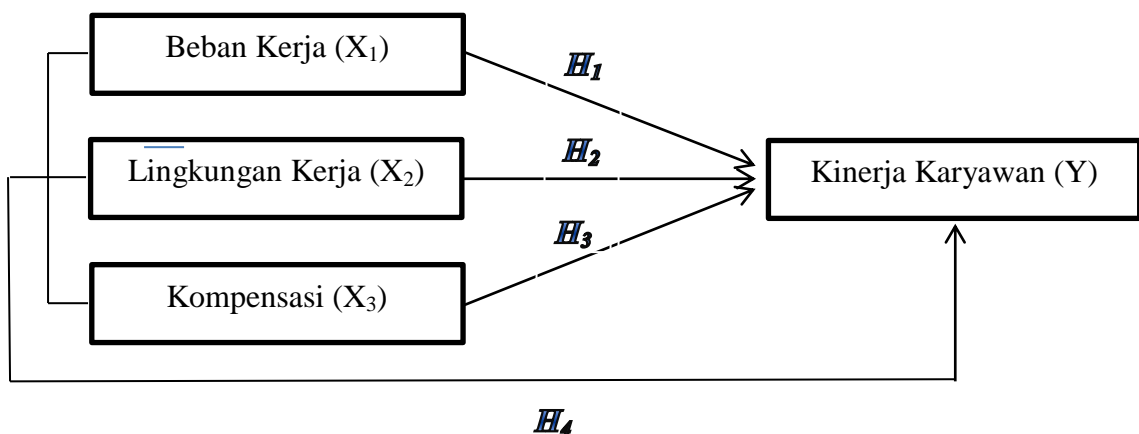 Beban Kerja (X₁)
H₁
Lingkungan Kerja (X₂)
H₂
Kinerja Karyawan (Y)
H₃
Kompensasi (X₃)
H₄